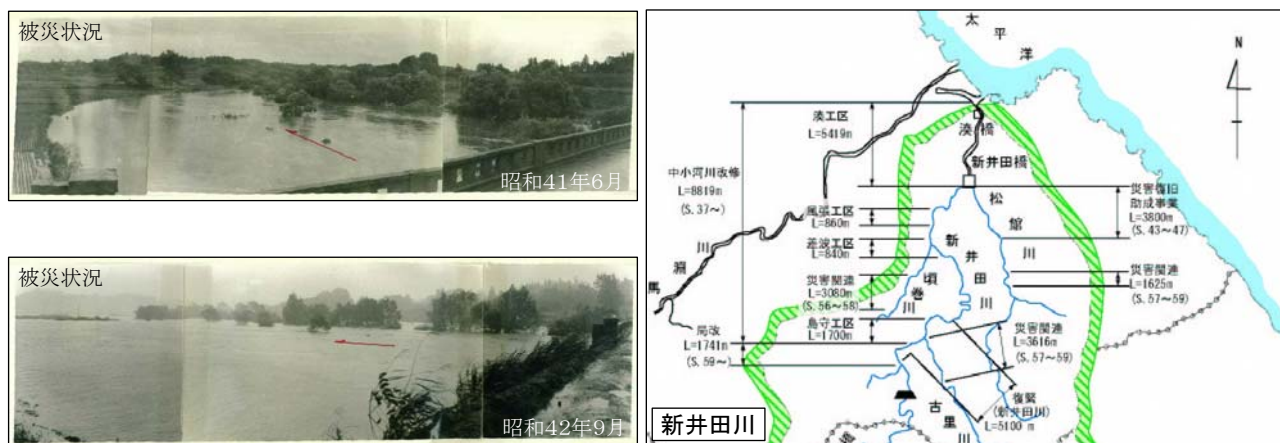 被災状況
昭和41年6月
被災状況
昭和42年9月
太平洋
N
湊工区
L=5419m
湊橋
新井田橋
中小河川改修
L=8819m
(S.37～)
災害復旧
助成事業
L=3800m
(S.43～47)
松館川
風張工区
L=860m
新井田川
差波工区
L=840m
災害関連
L=1625m
(S.57～59)
馬淵川
災害関連
L=3080m
(S.56～58)
頃巻川
島守工区
L=1700m
局改
L=1741m
(S.59～)
災害関連
L=3616m
(S.57～59)
復緊
(新井田川)
L=5100m
古里川
新井田川